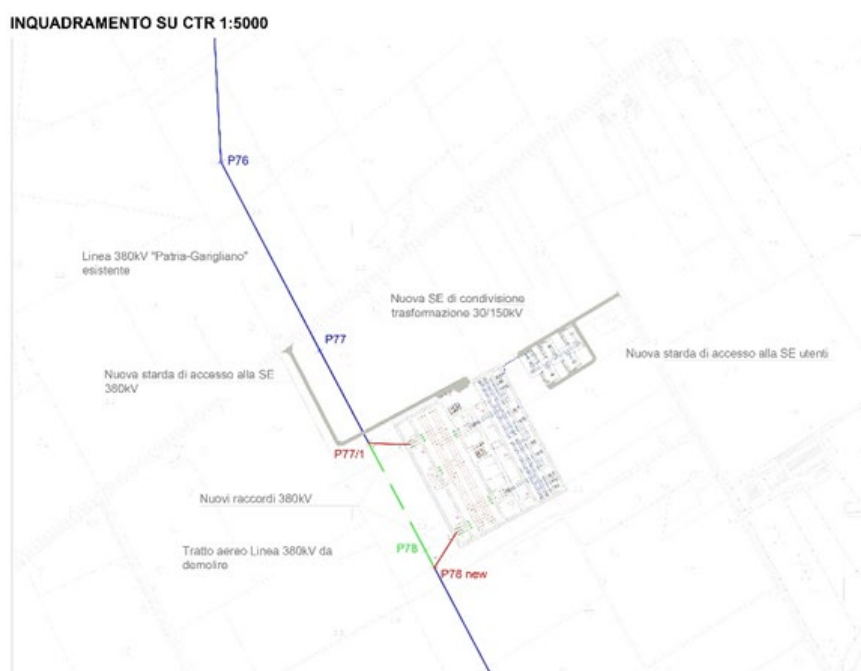 INQUADRAMENTO SU CTR 1:5000
P76
Linea 380kV "Patria-Garigliano"
esistente
Nuova SE di condivisione
trasformazione 30/150kV
P77
Nuova starda di accesso alla SE utenti
Nuova starda di accesso alla SE
380kV
P77/1
Nuovi raccordi 380kV
P78
Tratto aereo Linea 380kV da
demolire
P78 new